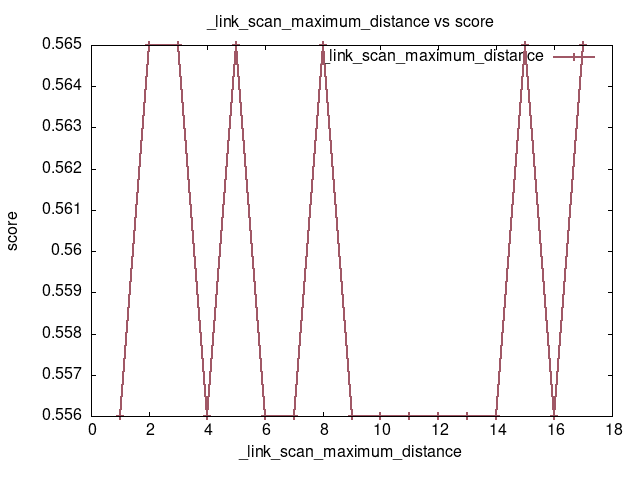 _link_scan_maximum_distance vs score
_link_scan_maximum_distance
0.565
0.564
0.563
0.562
0.561
0.56
0.559
0.558
0.557
0.556
score
0 2 4 6 8 10 12 14 16 18
_link_scan_maximum_distance